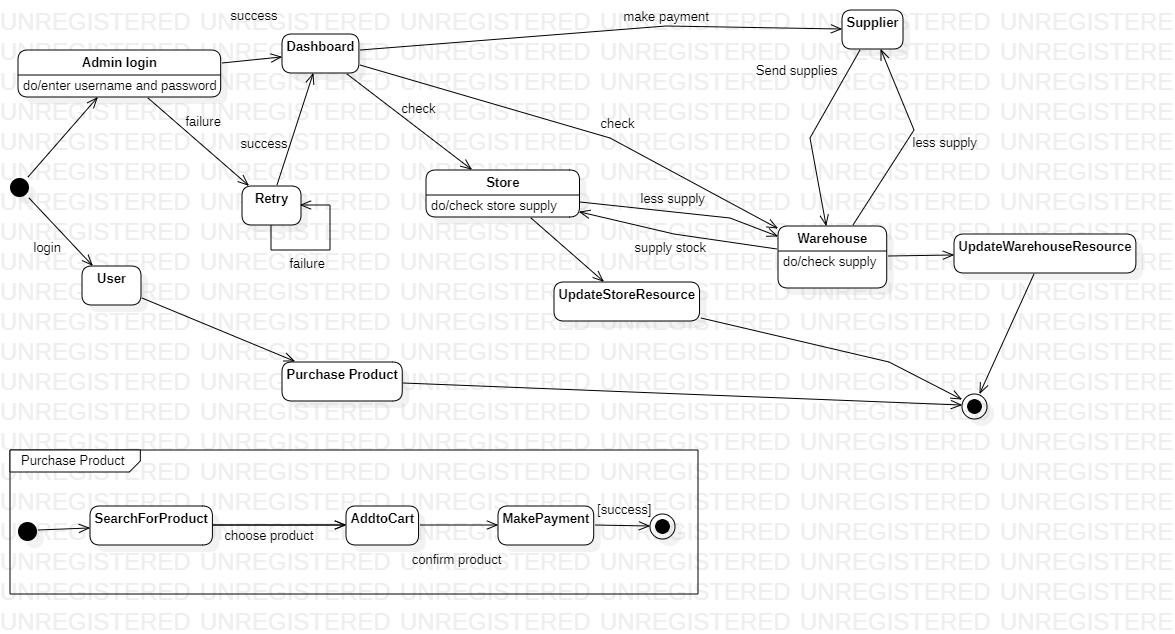 success
make payment
Supplier
Dashboard
Admin login
do/enter username and password
Send supplies
check
failure
check
success
less supply
Store
Retry
less supply
do/check store supply
Warehouse
UpdateWarehouseResource
login
supply stock
do/check supply
failure
User
UpdateStoreResource
Purchase Product
Purchase Product
SearchForProduct
AddtoCart
MakePayment
[success]
choose product
confirm product
UNREGISTERED